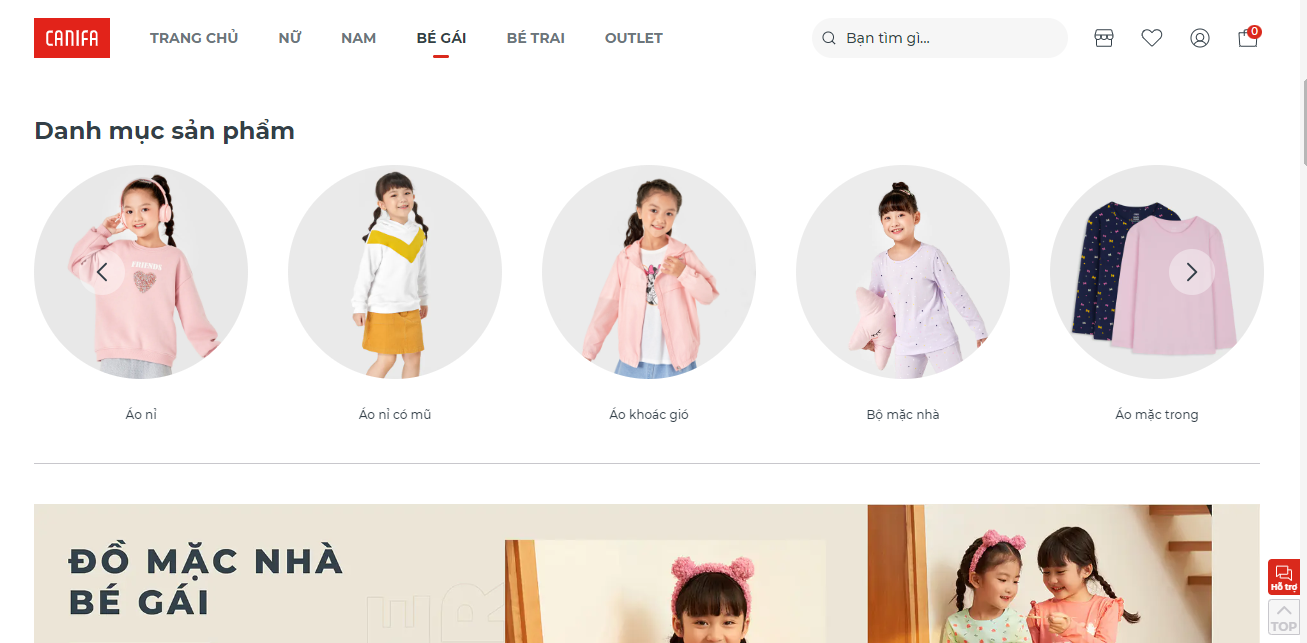 CANIFA TRANG CHỦ NỮ NAM BÉ GÁI BÉ TRAI OUTLET Bạn tìm gì... 0
Danh mục sản phẩm
FRIENDS
Áo nỉ Áo nỉ có mũ Áo khoác gió Bộ mặc nhà Áo mặc trong
ĐỒ MẶC NHÀ
BÉ GÁI
Hỗ trợ
TOP